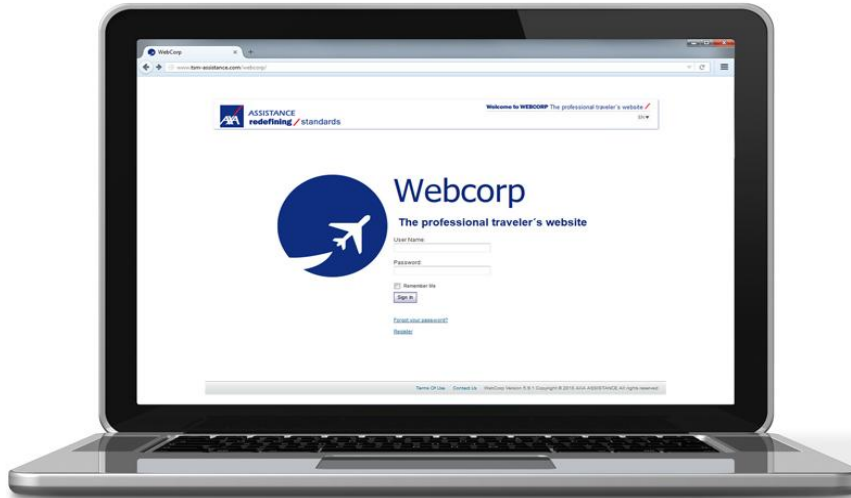 WebCorp
www.itsm-assistance.com/webcorp/
Welcome to WEBCORP The professional traveler´s website
EN
AXA
ASSISTANCE
redefining / standards
Webcorp
The professional traveler´s website
User Name:
Password:
Remember Me
Sign in
Forgot your password?
Register
Terms Of Use Contact Us WebCorp Version 5.9.1 Copyright © 2015 AXA ASSISTANCE All rights reserved